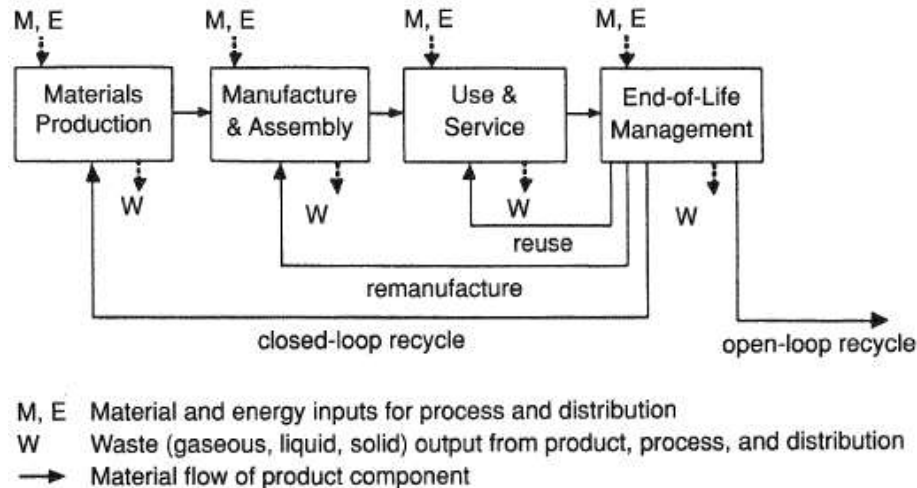 M, E
M, E
M, E
M, E
Materials
Production
Manufacture
& Assembly
Use &
Service
End-of-Life
Management
W
W
W
W
reuse
remanufacture
closed-loop recycle
open-loop recycle
M, E Material and energy inputs for process and distribution
W Waste (gaseous, liquid, solid) output from product, process, and distribution
Material flow of product component